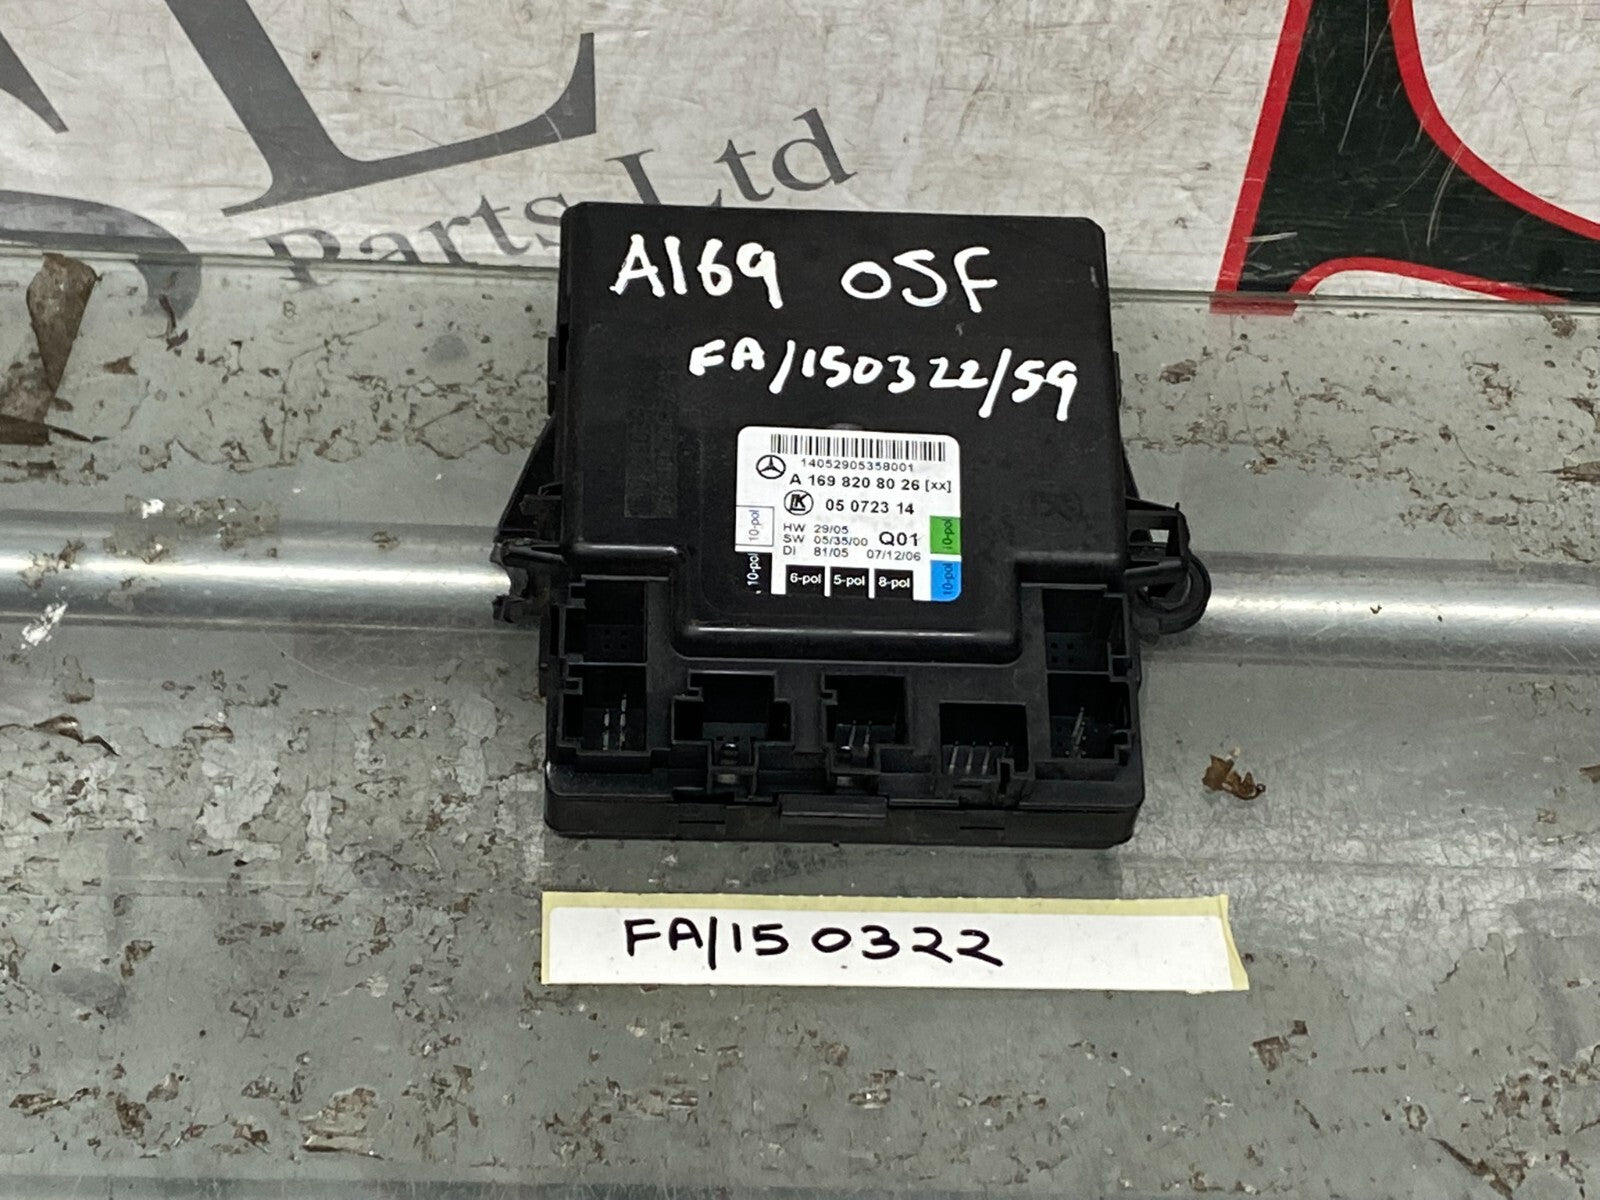 Parts Ltd
A169 OSF
FA/150322/59
14052905358001
A 169 820 80 26 [xx]
LK 05 0723 14
HW 29/05
SW 05/35/00 Q01
DI 81/05 07/12/06
10-pol
10-pol
10-pol
10-pol
6-pol 5-pol 8-pol
FA/150322